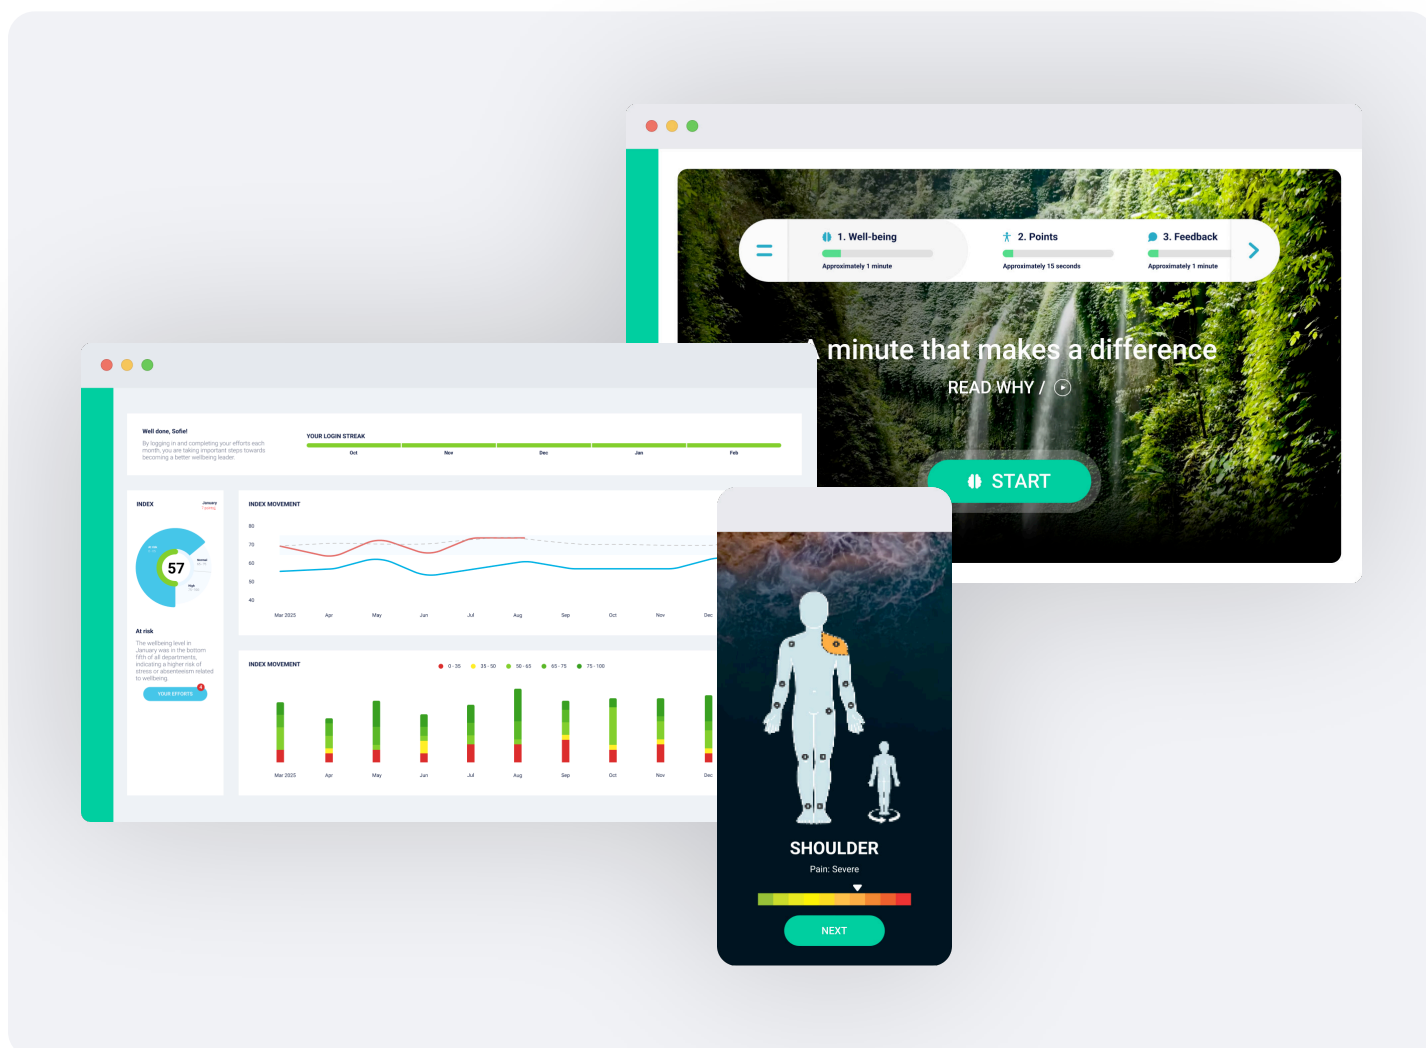 1. Well-being
Approximately 1 minute
2. Points
Approximately 15 seconds
3. Feedback
Approximately 1 minute
A minute that makes a difference
READ WHY /
START
Well done, Sofie!
By logging in and completing your efforts each
month, you are taking important steps towards
becoming a better wellbeing leader.
YOUR LOGIN STREAK
Oct Nov Dec Jan Feb
INDEX
January
57
At risk
Normal
High
At risk
The wellbeing level in
January was in the bottom
fifth of all departments,
indicating a higher risk of
stress or absenteeism related
to wellbeing.
YOUR EFFORTS
4
INDEX MOVEMENT
80
70
60
50
40
Mar 2025 Apr May Jun Jul Aug Sep Oct Nov Dec
INDEX MOVEMENT
0 - 35 35 - 50 50 - 65 65 - 75 75 - 100
Mar 2025 Apr May Jun Jul Aug Sep Oct Nov Dec
SHOULDER
Pain: Severe
NEXT